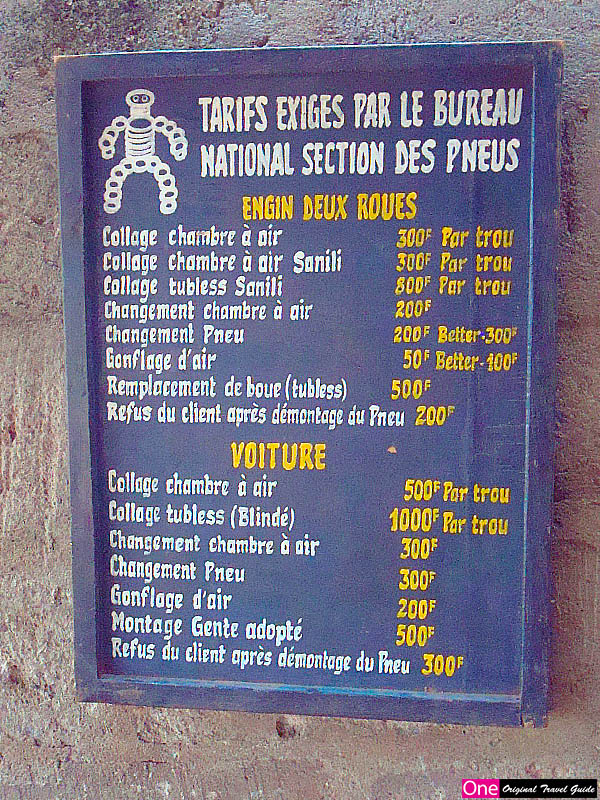 TARIFS EXIGES PAR LE BUREAU
NATIONAL SECTION DES PNEUS
ENGIN DEUX ROUES
Collage chambre à air 300F Par trou
Collage chambre à air Sanili 300F Par trou
Collage tubless Sanili 800F Par trou
Changement chambre à air 200F
Changement Pneu 200F Better-300F
Gonflage d'air 50F Better-100F
Remplacement de boue (tubless) 500F
Refus du client après démontage du Pneu 200F
VOITURE
Collage chambre à air 500F Par trou
Collage tubless (Blindé) 1000F Par trou
Changement chambre à air 300F
Changement Pneu 300F
Gonflage d'air 200F
Montage Gente adopté 500F
Refus du client après démontage du Pneu 300F
One Original Travel Guide